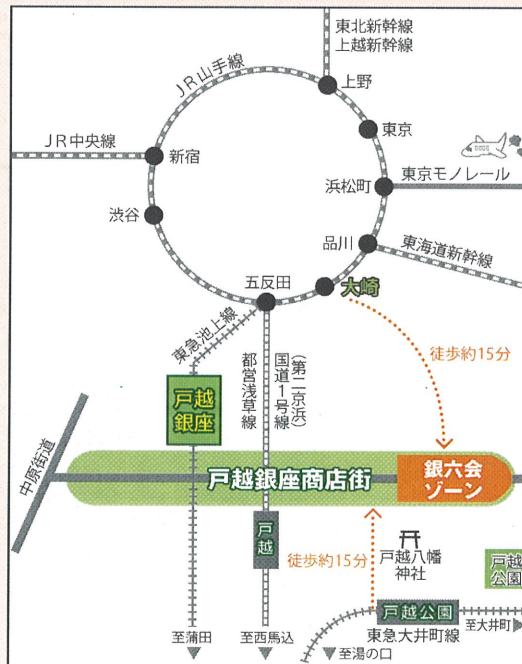 東北新幹線
上越新幹線
JR山手線
上野
東京
JR中央線
新宿
浜松町
東京モノレール
渋谷
品川
東海道新幹線
大崎
五反田
東急池上線
都営浅草線
国道1号線
(第二京浜)
徒歩約15分
戸越
銀座
中原街道
戸越銀座商店街
銀六会
ゾーン
戸越
徒歩約15分
戸越八幡
神社
戸越
公園
戸越公園
東急大井町線
至大井町
至蒲田
至西馬込
至湯の口